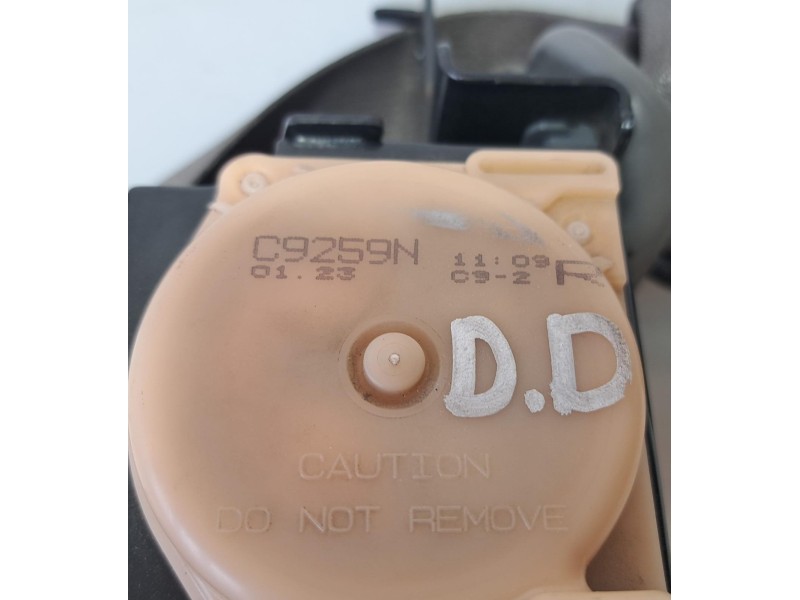 C9259N 11:09
01.23 C9-2 R
D.D
CAUTION
DO NOT REMOVE